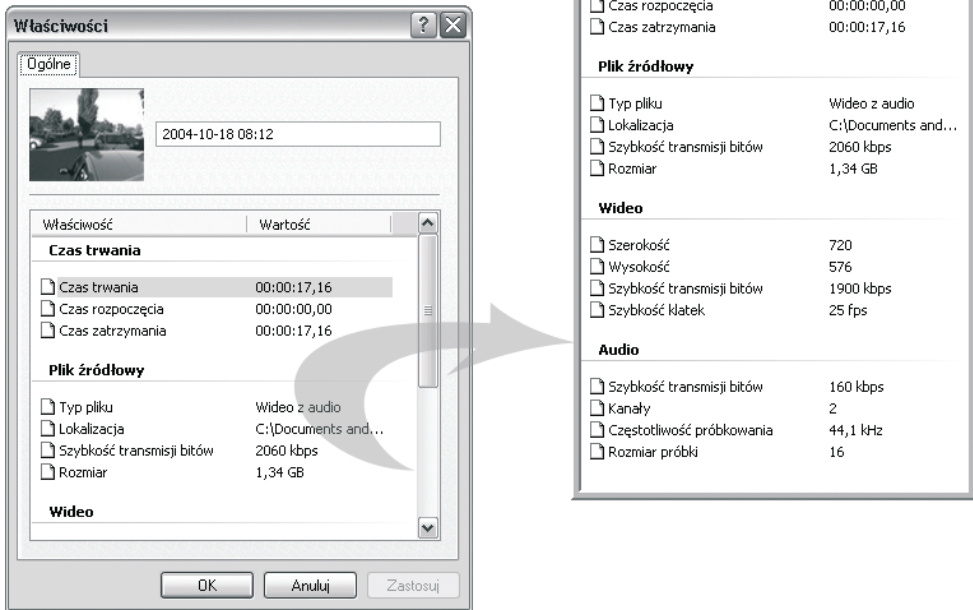 Właściwości
Ogólne
2004-10-18 08:12
Właściwość Wartość
Czas trwania
Czas trwania 00:00:17,16
Czas rozpoczęcia 00:00:00,00
Czas zatrzymania 00:00:17,16
Plik źródłowy
Typ pliku Wideo z audio
Lokalizacja C:\Documents and...
Szybkość transmisji bitów 2060 kbps
Rozmiar 1,34 GB
Wideo
OK Anuluj Zastosuj
Czas rozpoczęcia 00:00:00,00
Czas zatrzymania 00:00:17,16
Plik źródłowy
Typ pliku Wideo z audio
Lokalizacja C:\Documents and...
Szybkość transmisji bitów 2060 kbps
Rozmiar 1,34 GB
Wideo
Szerokość 720
Wysokość 576
Szybkość transmisji bitów 1900 kbps
Szybkość klatek 25 fps
Audio
Szybkość transmisji bitów 160 kbps
Kanały 2
Częstotliwość próbkowania 44,1 kHz
Rozmiar próbki 16